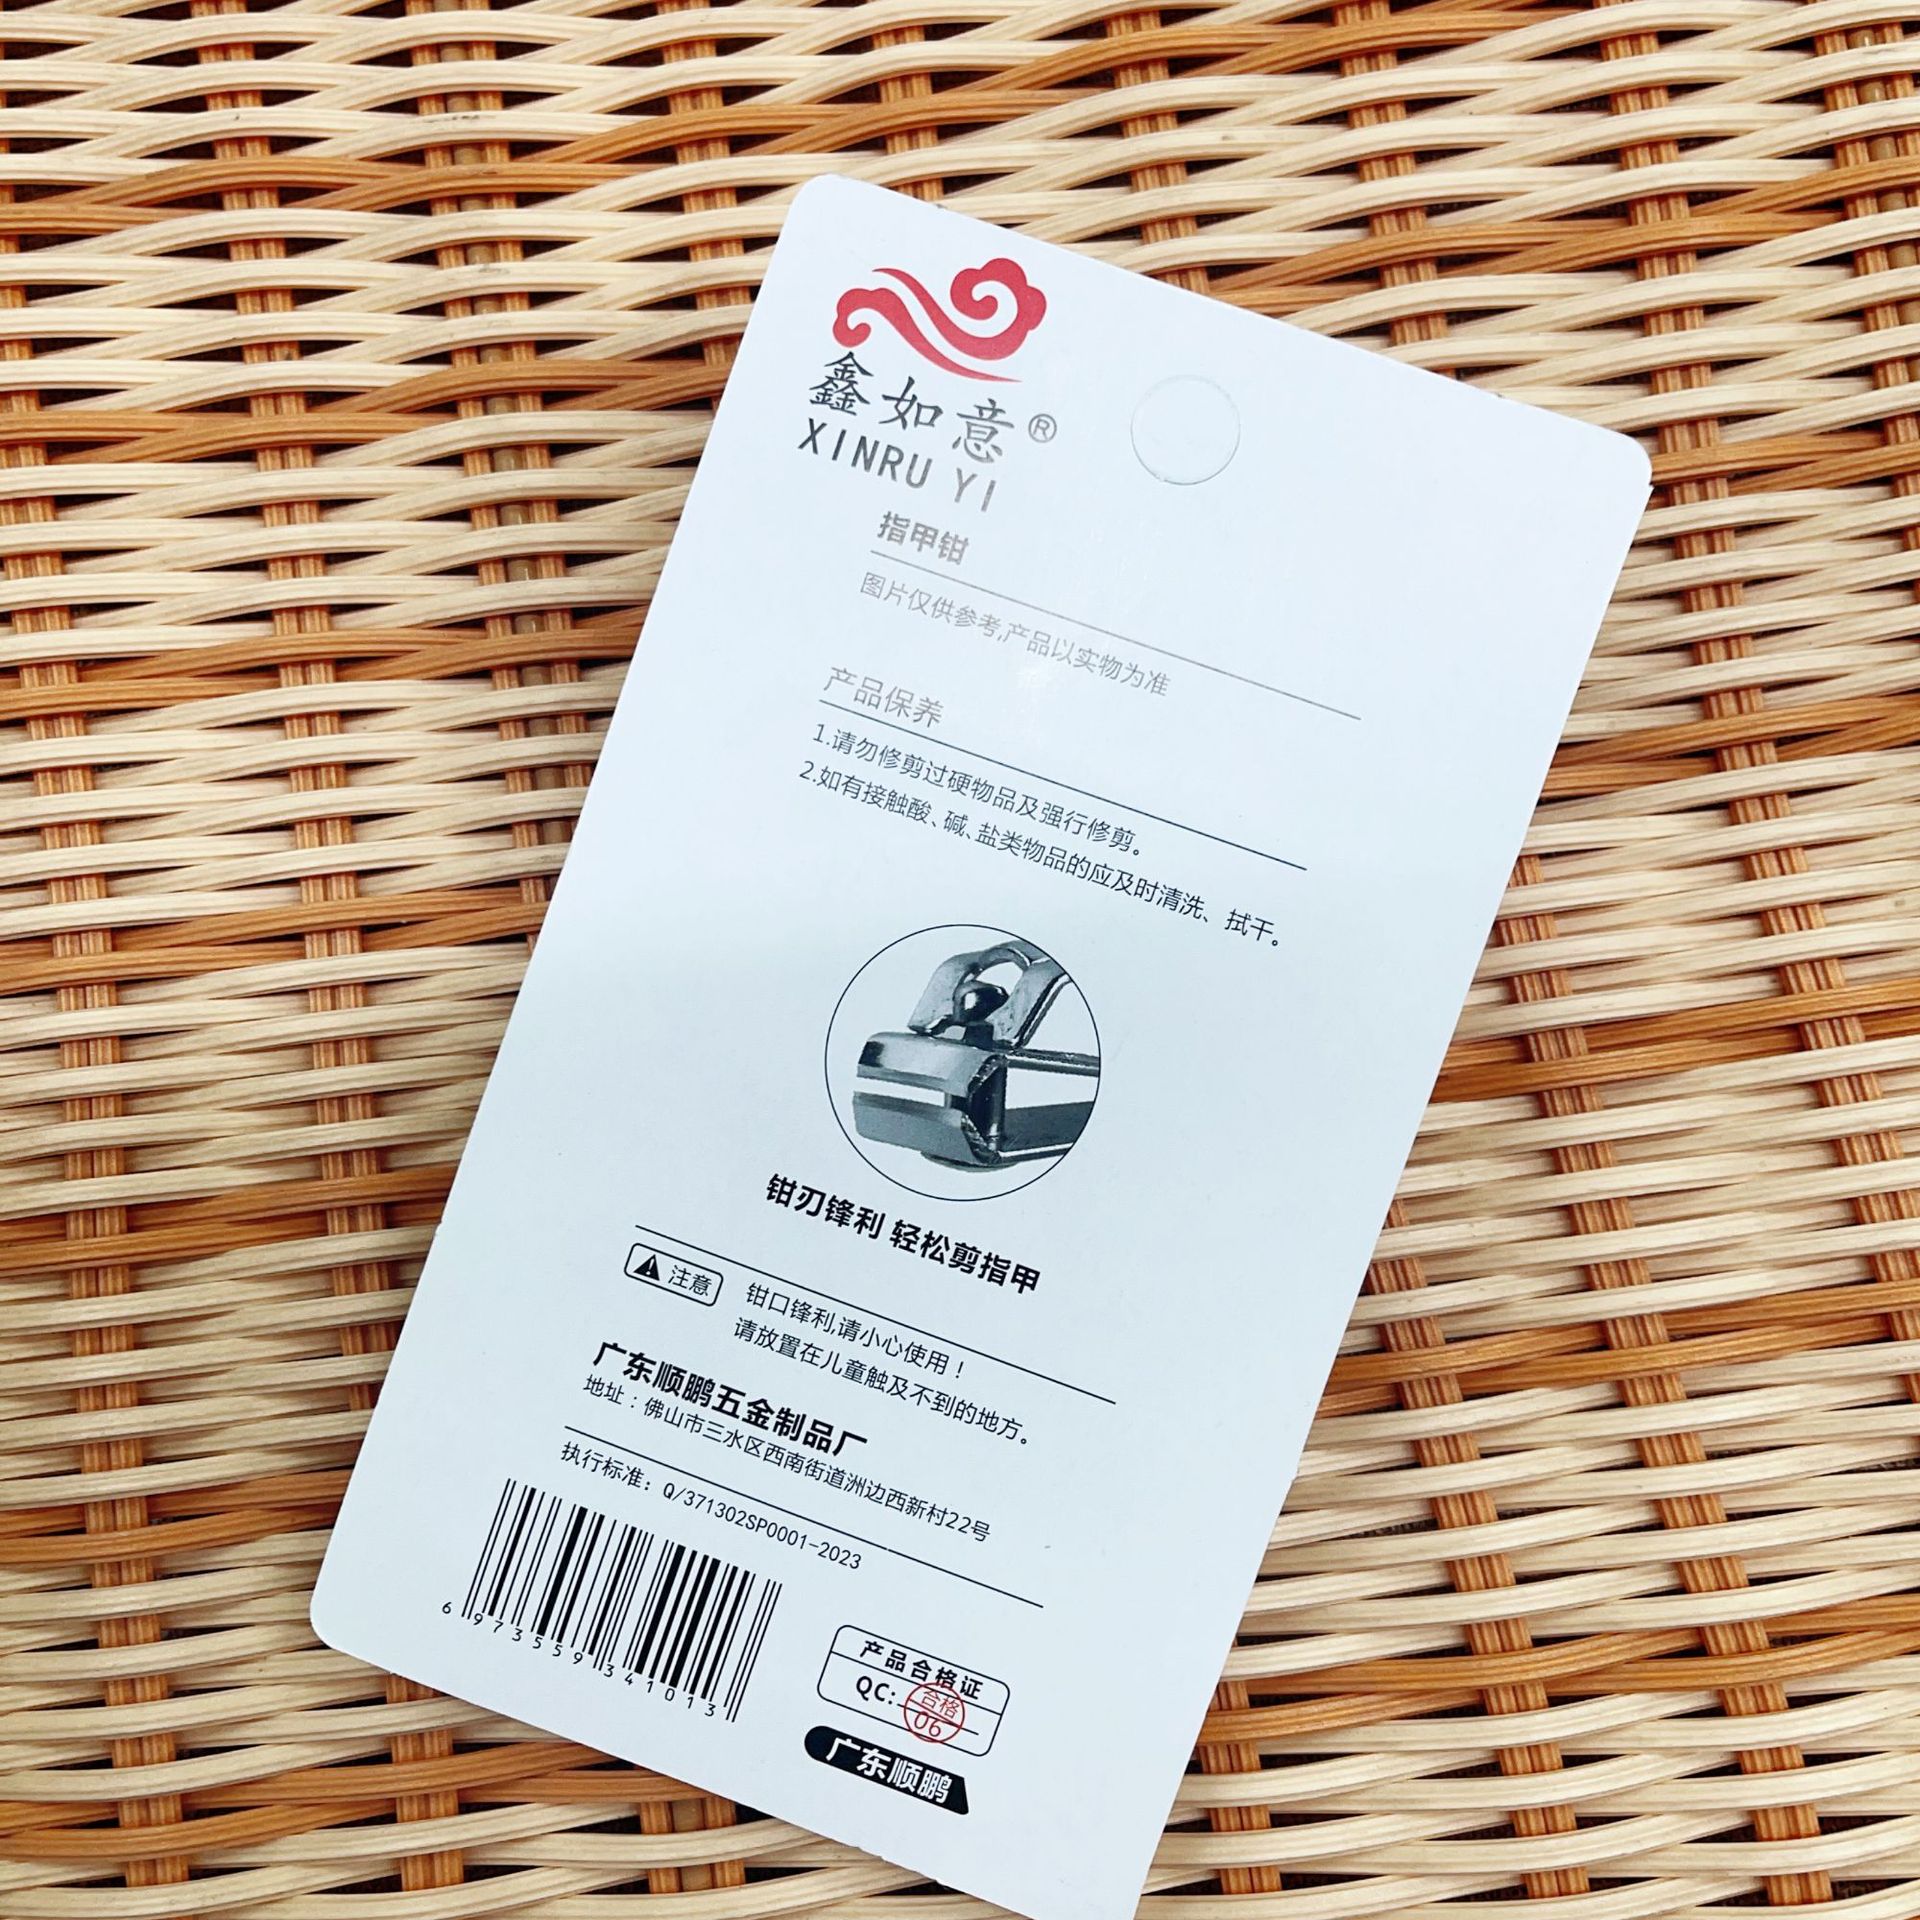 鑫如意®
XINRU YI
指甲钳
图片仅供参考,产品以实物为准
产品保养
1.请勿修剪过硬物品及强行修剪。
2.如有接触酸、碱、盐类物品的应及时清洗、拭干。
钳刃锋利 轻松剪指甲
注意
钳口锋利,请小心使用！
请放置在儿童触及不到的地方。
广东顺鹏五金制品厂
地址：佛山市三水区西南街道洲边西新村22号
执行标准：Q/371302SP0001-2023
6973559341013
产品合格证
QC:
合格
06
广东顺鹏